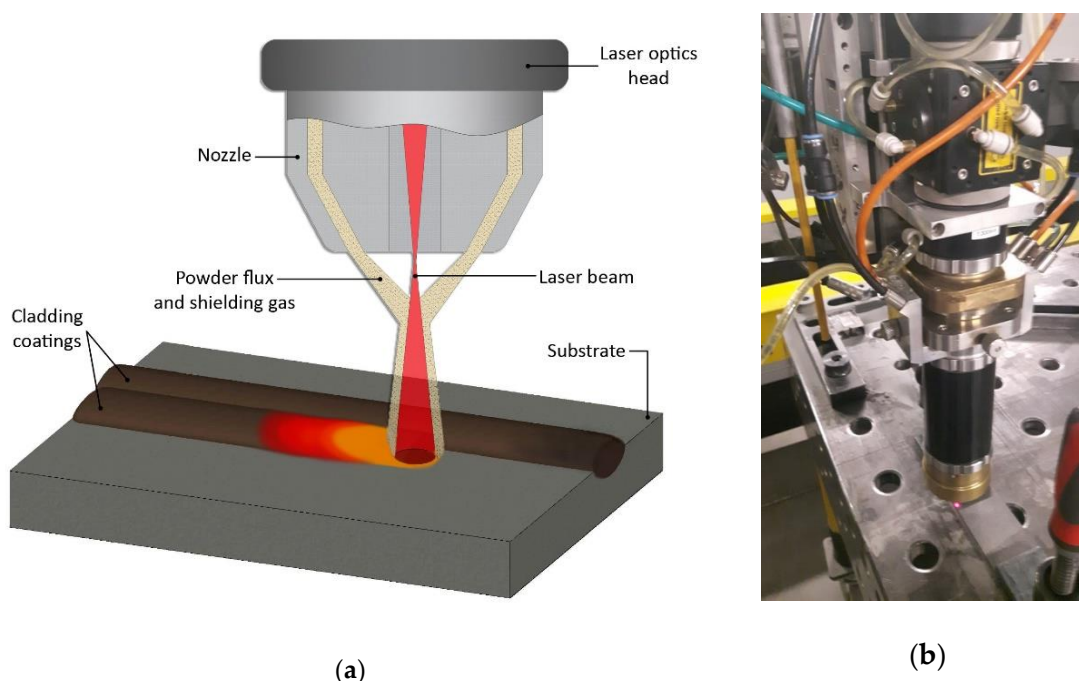 Laser optics
head
Nozzle
Powder flux
and shielding gas
Laser beam
Cladding
coatings
Substrate
(a)
(b)